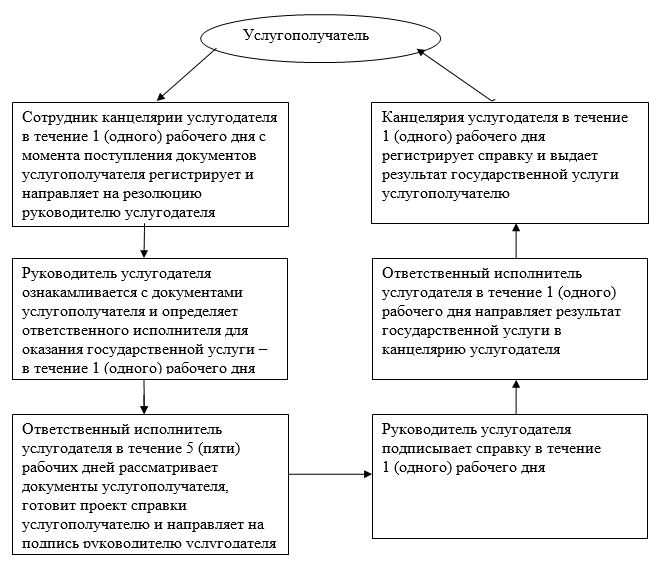 Услугополучатель
Сотрудник канцелярии услугодателя
в течение 1 (одного) рабочего дня с
момента поступления документов
услугополучателя регистрирует и
направляет на резолюцию
руководителю услугодателя
Руководитель услугодателя
ознакамливается с документами
услугополучателя и определяет
ответственного исполнителя для
оказания государственной услуги –
в течение 1 (одного) рабочего дня
Ответственный исполнитель
услугодателя в течение 5 (пяти)
рабочих дней рассматривает
документы услугополучателя,
готовит проект справки
услугополучателю и направляет на
подпись руководителю услугодателя
Руководитель услугодателя
подписывает справку в течение
1 (одного) рабочего дня
Ответственный исполнитель
услугодателя в течение 1 (одного)
рабочего дня направляет результат
государственной услуги в
канцелярию услугодателя
Канцелярия услугодателя в течение
1 (одного) рабочего дня
регистрирует справку и выдает
результат государственной услуги
услугополучателю